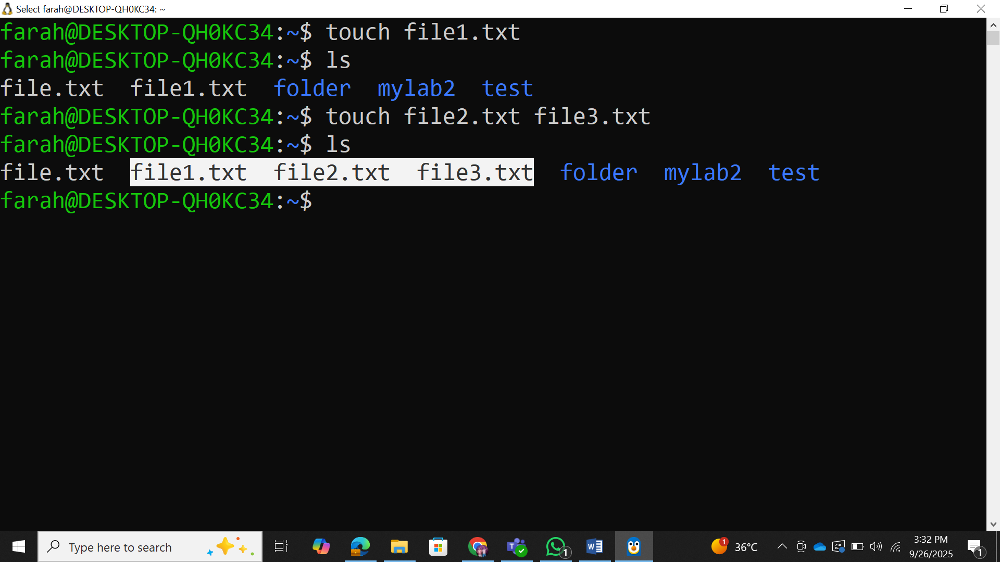 Select farah@DESKTOP-QH0KC34: ~
farah@DESKTOP-QH0KC34:~$ touch file1.txt
farah@DESKTOP-QH0KC34:~$ ls
file.txt  file1.txt  folder  mylab2  test
farah@DESKTOP-QH0KC34:~$ touch file2.txt file3.txt
farah@DESKTOP-QH0KC34:~$ ls
file.txt  file1.txt  file2.txt  file3.txt  folder  mylab2  test
farah@DESKTOP-QH0KC34:~$
Type here to search
1
W
T
1
36°C
3:32 PM
9/26/2025
1